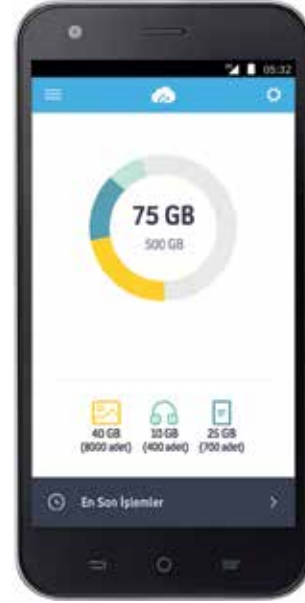 05:32
75 GB
500 GB
40 GB
(8000 adet)
10 GB
(400 adet)
25 GB
(700 adet)
En Son İşlemler